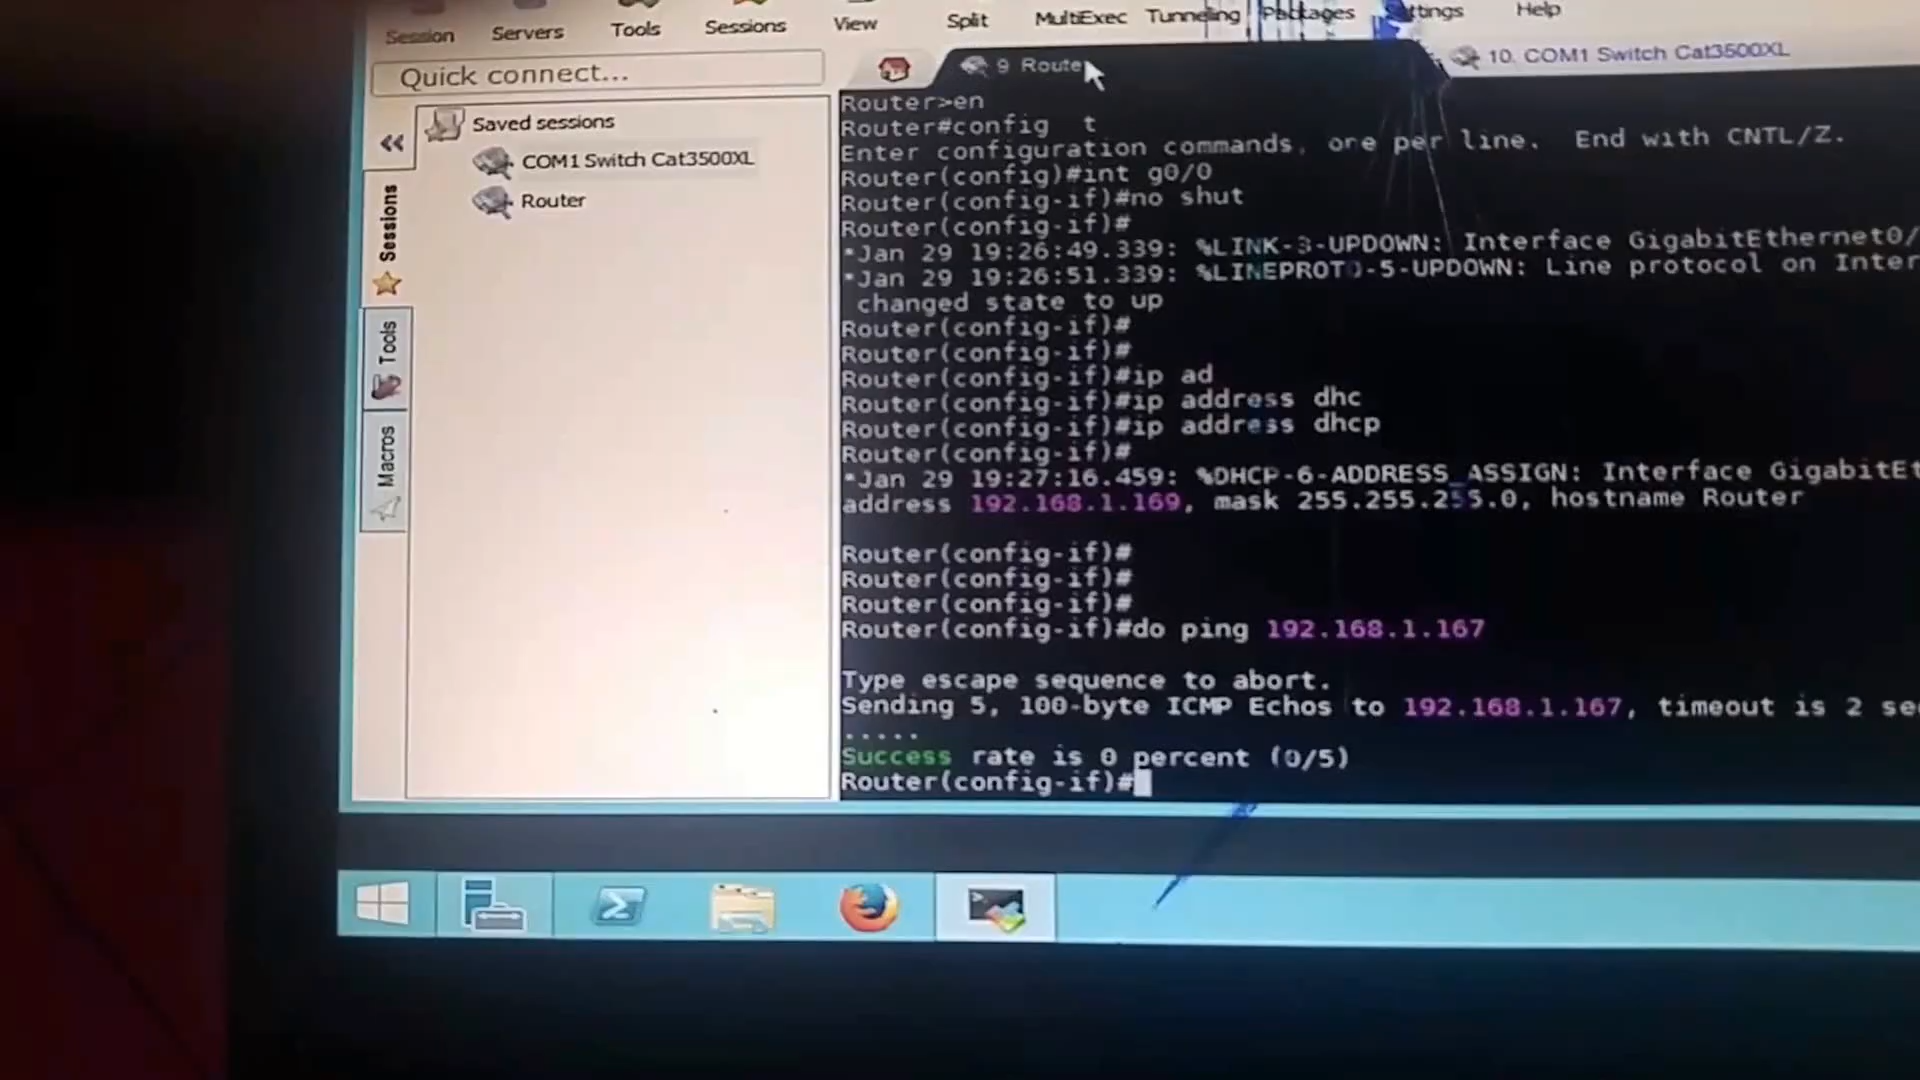 Session Servers Tools Sessions View Split MultiExec Tunneling Packages Settings Help
Quick connect...
9 Route
10. COM1 Switch Cat3500XL
Saved sessions
COM1 Switch Cat3500XL
Router
Sessions
Tools
Macros
Router>en
Router#config  t
Enter configuration commands, one per line.  End with CNTL/Z.
Router(config)#int g0/0
Router(config-if)#no shut
Router(config-if)#
*Jan 29 19:26:49.339: %LINK-3-UPDOWN: Interface GigabitEthernet0/
*Jan 29 19:26:51.339: %LINEPROTO-5-UPDOWN: Line protocol on Inter
changed state to up
Router(config-if)#
Router(config-if)#
Router(config-if)#ip ad
Router(config-if)#ip address dhc
Router(config-if)#ip address dhcp
Router(config-if)#
*Jan 29 19:27:16.459: %DHCP-6-ADDRESS_ASSIGN: Interface GigabitEt
address 192.168.1.169, mask 255.255.255.0, hostname Router
Router(config-if)#
Router(config-if)#
Router(config-if)#
Router(config-if)#do ping 192.168.1.167
Type escape sequence to abort.
Sending 5, 100-byte ICMP Echos to 192.168.1.167, timeout is 2 se
.....
Success rate is 0 percent (0/5)
Router(config-if)#